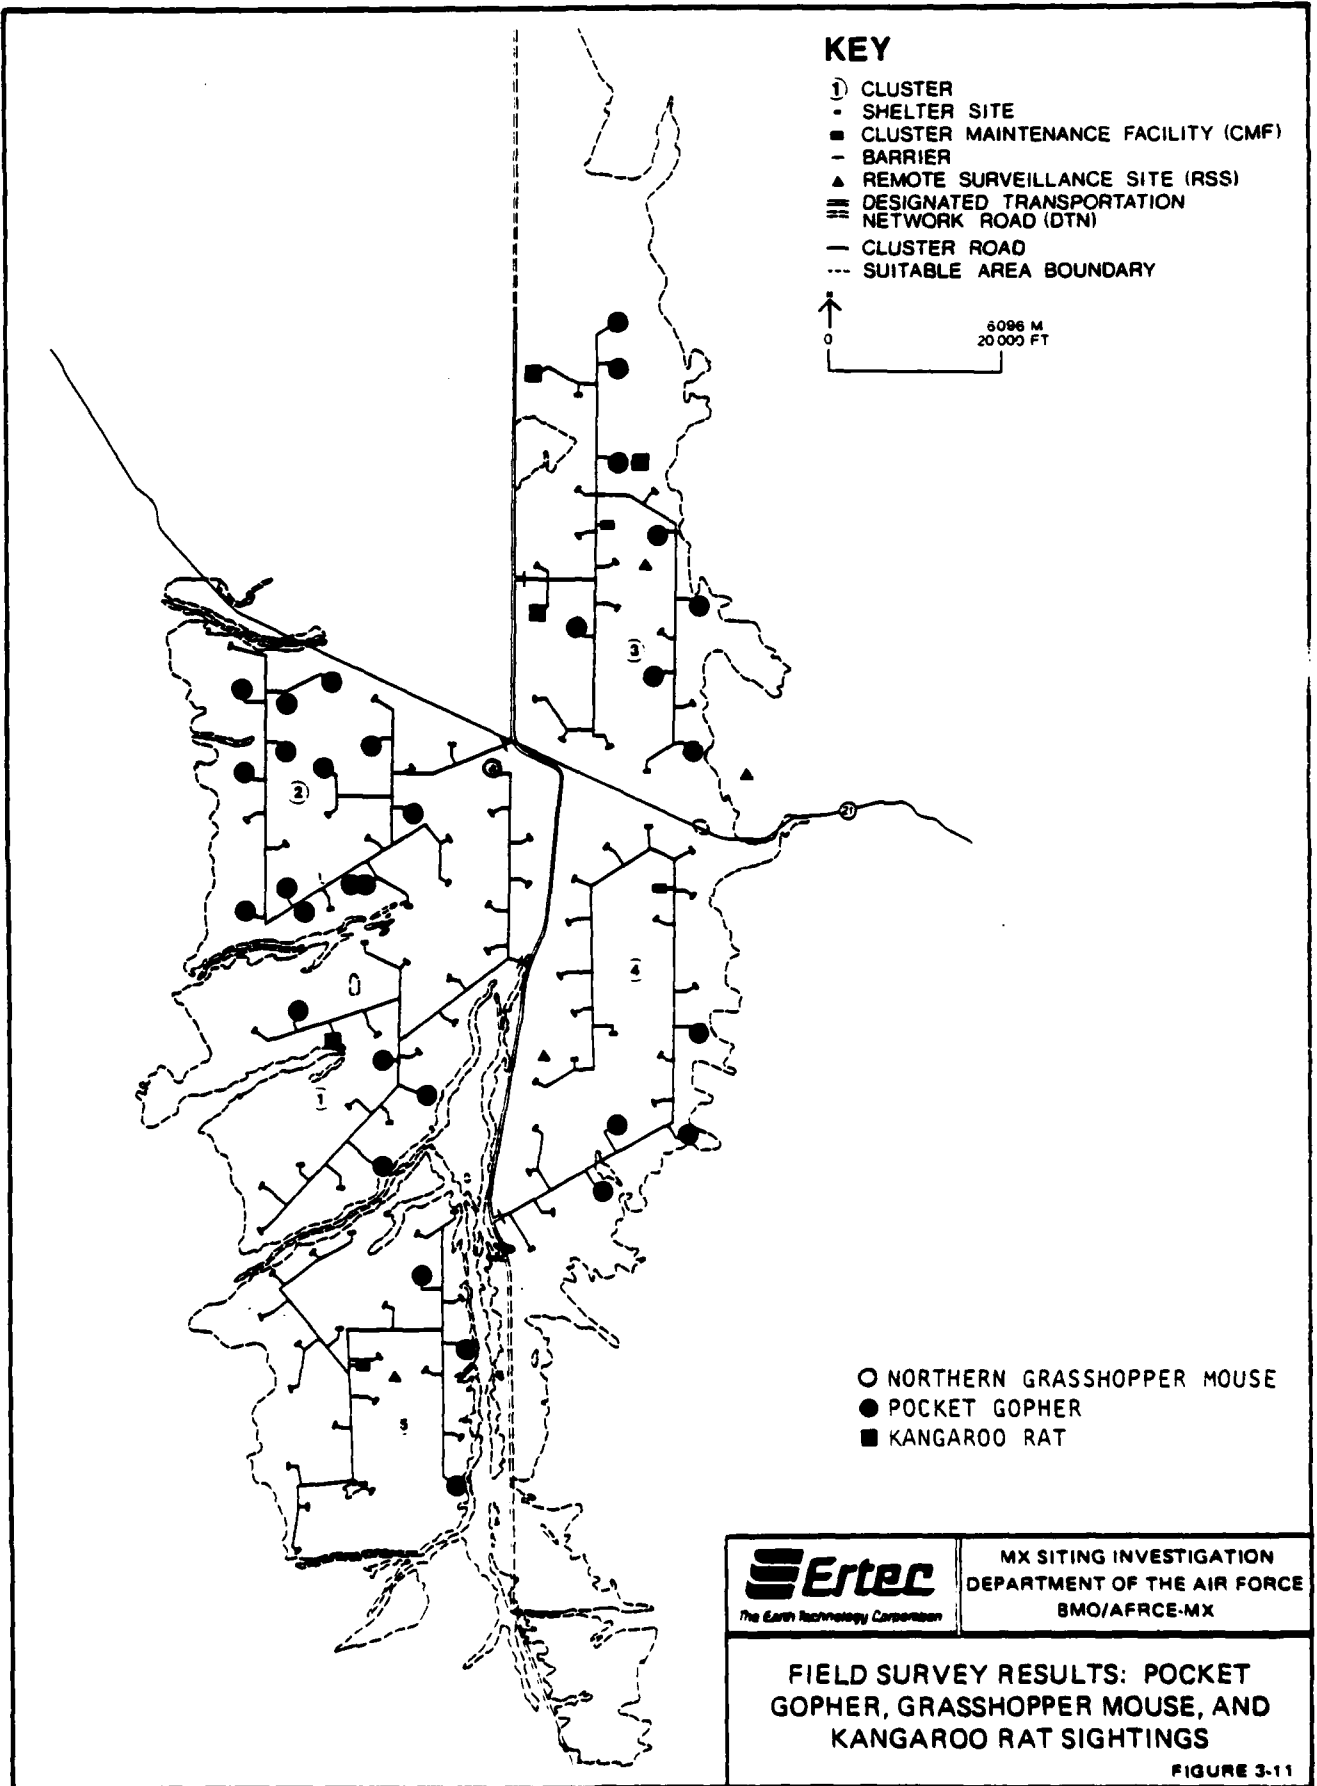 KEY
1 CLUSTER
SHELTER SITE
CLUSTER MAINTENANCE FACILITY (CMF)
BARRIER
REMOTE SURVEILLANCE SITE (RSS)
DESIGNATED TRANSPORTATION
NETWORK ROAD (DTN)
CLUSTER ROAD
SUITABLE AREA BOUNDARY
N
6096 M
0 20 000 FT
3
2
21
4
1
5
NORTHERN GRASSHOPPER MOUSE
POCKET GOPHER
KANGAROO RAT
Ertec
The Earth Technology Corporation
MX SITING INVESTIGATION
DEPARTMENT OF THE AIR FORCE
BMO/AFRCE-MX
FIELD SURVEY RESULTS: POCKET
GOPHER, GRASSHOPPER MOUSE, AND
KANGAROO RAT SIGHTINGS
FIGURE 3-11